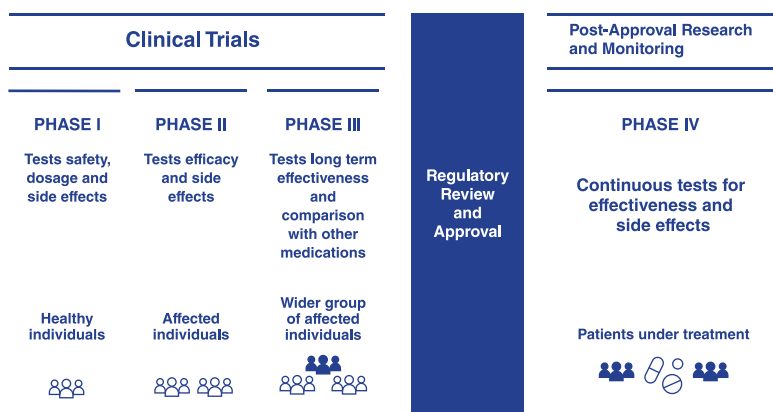 Clinical Trials
PHASE I
Tests safety,
dosage and
side effects
Healthy
individuals
PHASE II
Tests efficacy
and side
effects
Affected
individuals
PHASE III
Tests long term
effectiveness
and
comparison
with other
medications
Wider group
of affected
individuals
Regulatory
Review
and
Approval
Post-Approval Research
and Monitoring
PHASE IV
Continuous tests for
effectiveness and
side effects
Patients under treatment